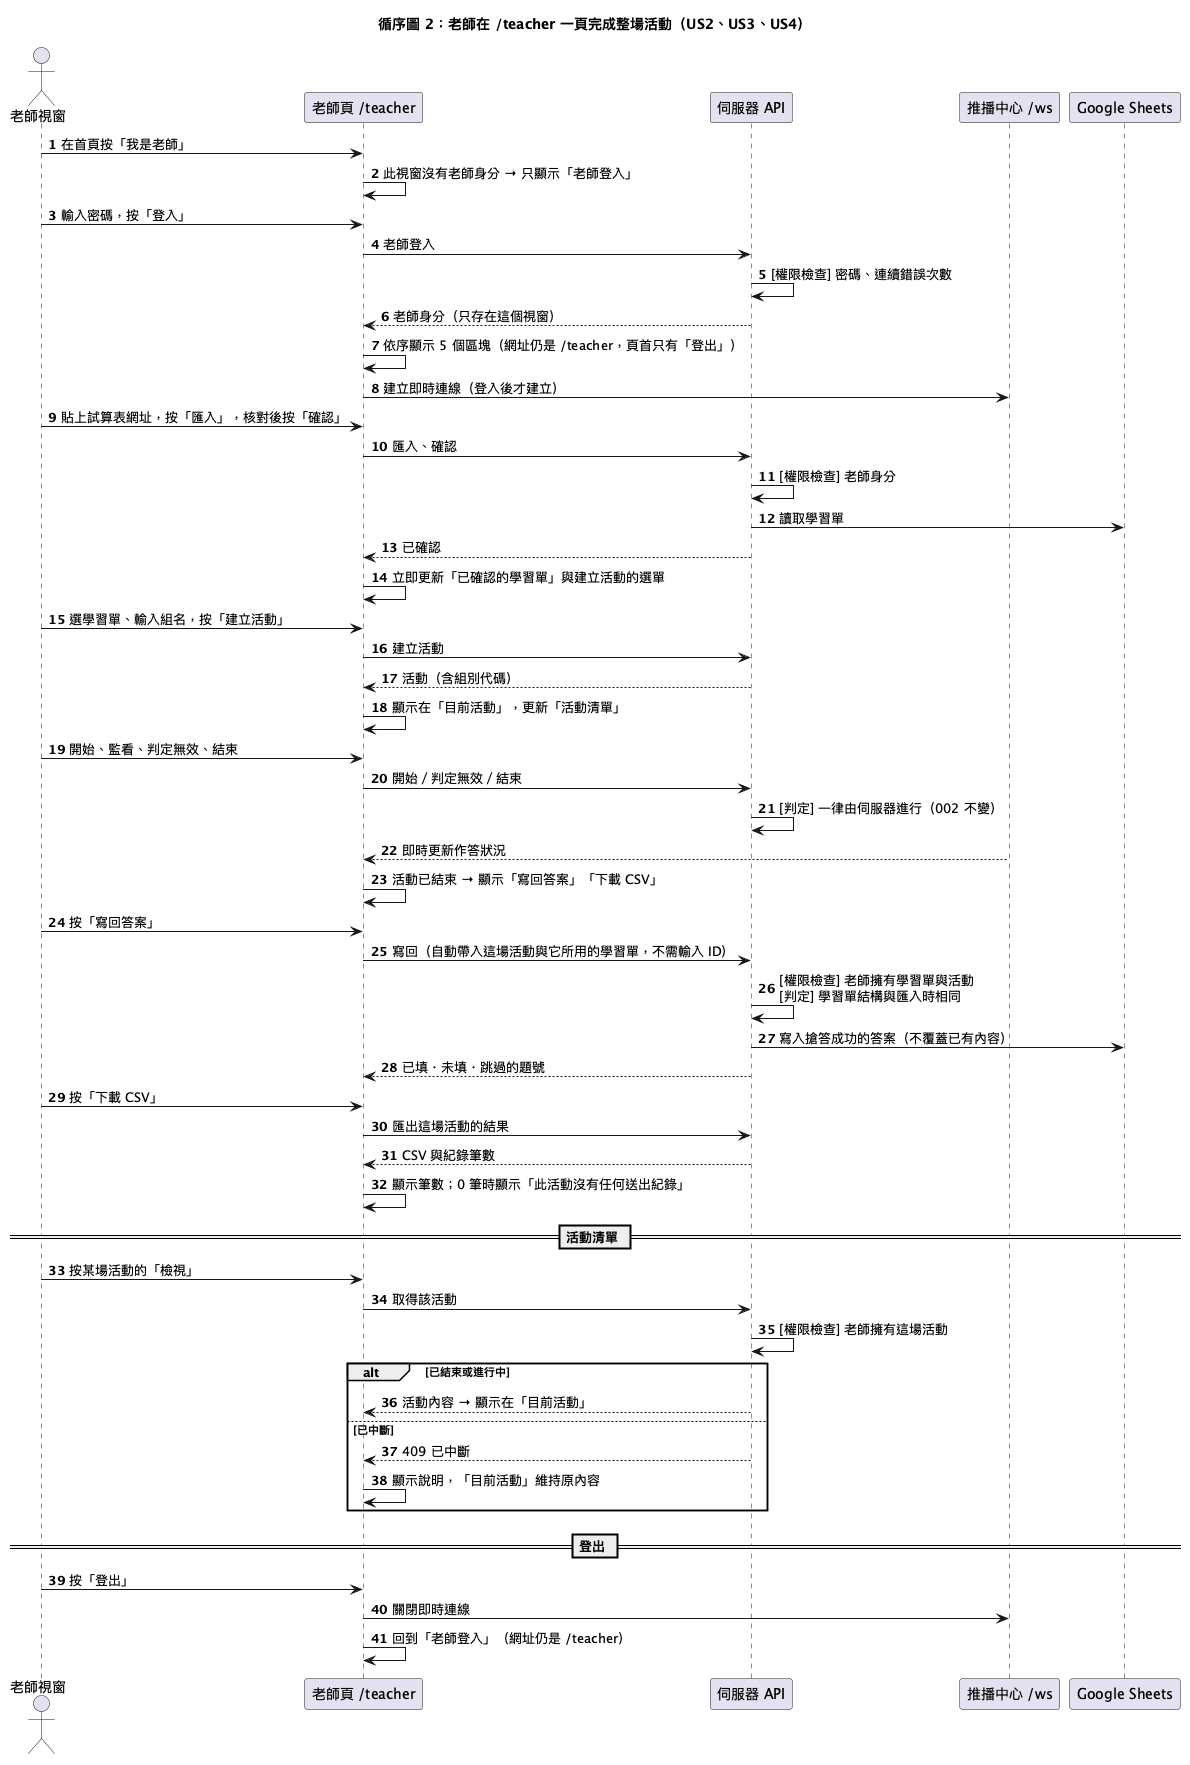 循序圖 2：老師在 /teacher 一頁完成整場活動（US2、US3、US4）
老師視窗
老師頁 /teacher
伺服器 API
推播中心 /ws
Google Sheets
1 在首頁按「我是老師」
2 此視窗沒有老師身分 → 只顯示「老師登入」
3 輸入密碼，按「登入」
4 老師登入
5 [權限檢查] 密碼、連續錯誤次數
6 老師身分（只存在這個視窗）
7 依序顯示 5 個區塊（網址仍是 /teacher，頁首只有「登出」）
8 建立即時連線（登入後才建立）
9 貼上試算表網址，按「匯入」，核對後按「確認」
10 匯入、確認
11 [權限檢查] 老師身分
12 讀取學習單
13 已確認
14 立即更新「已確認的學習單」與建立活動的選單
15 選學習單、輸入組名，按「建立活動」
16 建立活動
17 活動（含組別代碼）
18 顯示在「目前活動」，更新「活動清單」
19 開始、監看、判定無效、結束
20 開始 / 判定無效 / 結束
21 [判定] 一律由伺服器進行（002 不變）
22 即時更新作答狀況
23 活動已結束 → 顯示「寫回答案」「下載 CSV」
24 按「寫回答案」
25 寫回（自動帶入這場活動與它所用的學習單，不需輸入 ID）
26 [權限檢查] 老師擁有學習單與活動
[判定] 學習單結構與匯入時相同
27 寫入搶答成功的答案（不覆蓋已有內容）
28 已填．未填．跳過的題號
29 按「下載 CSV」
30 匯出這場活動的結果
31 CSV 與紀錄筆數
32 顯示筆數；0 筆時顯示「此活動沒有任何送出紀錄」
活動清單
33 按某場活動的「檢視」
34 取得該活動
35 [權限檢查] 老師擁有這場活動
alt [已結束或進行中]
36 活動內容 → 顯示在「目前活動」
[已中斷]
37 409 已中斷
38 顯示說明，「目前活動」維持原內容
登出
39 按「登出」
40 關閉即時連線
41 回到「老師登入」（網址仍是 /teacher）
老師視窗
老師頁 /teacher
伺服器 API
推播中心 /ws
Google Sheets